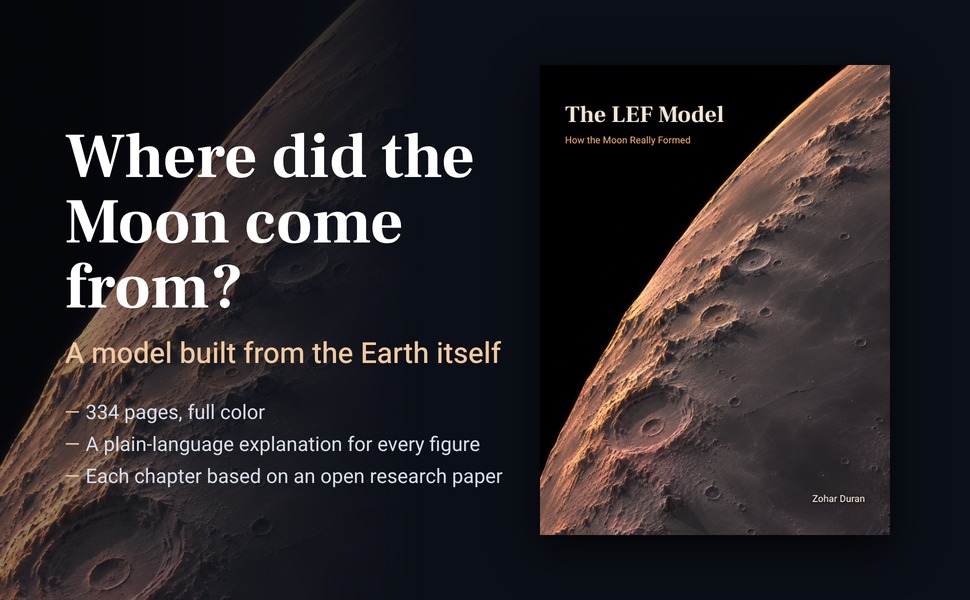 Where did the
Moon come
from?
A model built from the Earth itself
— 334 pages, full color
— A plain-language explanation for every figure
— Each chapter based on an open research paper
The LEF Model
How the Moon Really Formed
Zohar Duran